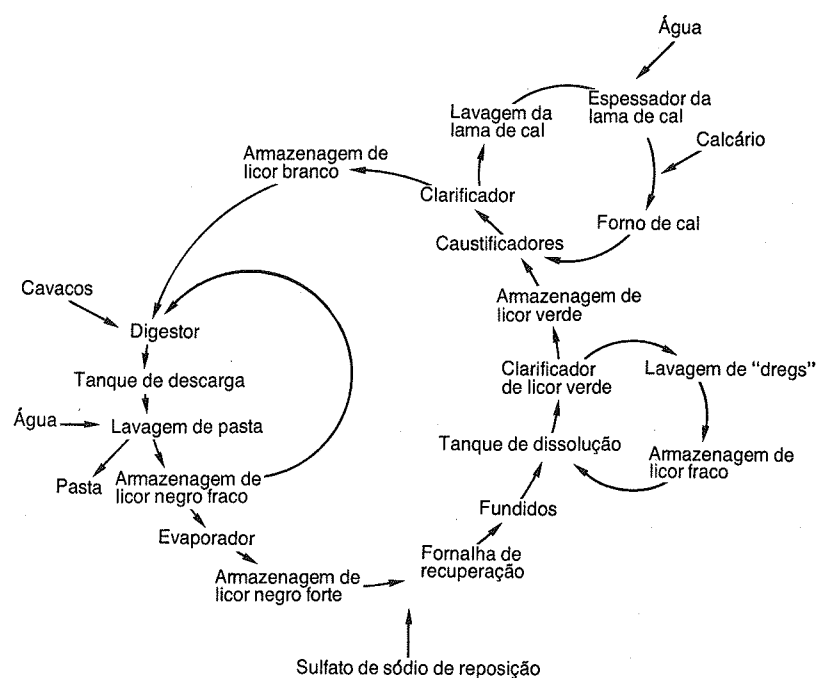 Água
Espessador da
lama de cal
Lavagem da
lama de cal
Calcário
Armazenagem de
licor branco
Clarificador
Forno de cal
Caustificadores
Cavacos
Armazenagem de
licor verde
Digestor
Clarificador
de licor verde
Lavagem de “dregs”
Tanque de descarga
Água
Lavagem de pasta
Tanque de dissolução
Armazenagem de
licor fraco
Pasta
Armazenagem de
licor negro fraco
Fundidos
Evaporador
Fornalha de
recuperação
Armazenagem de
licor negro forte
Sulfato de sódio de reposição